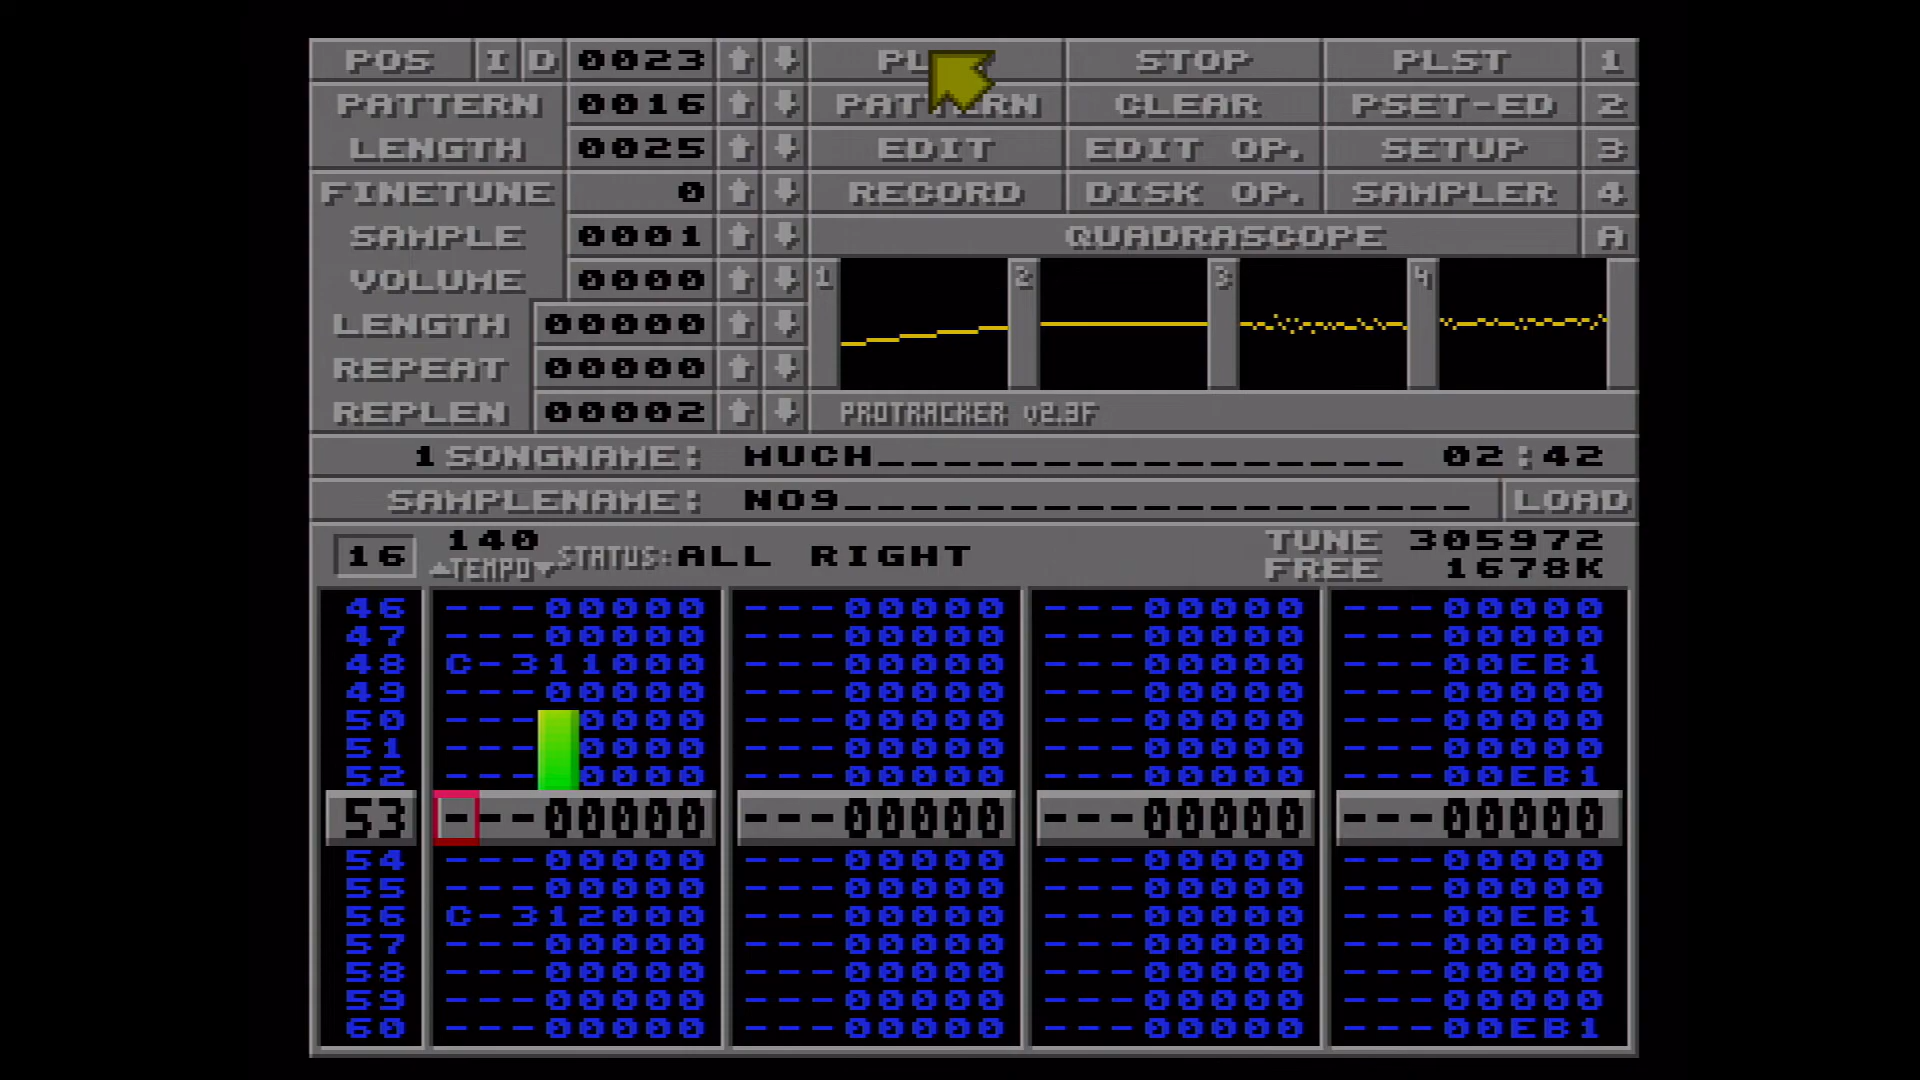 POS I D 0023 PL STOP PLST 1
PATTERN 0016 PATTERN CLEAR PSET-ED 2
LENGTH 0025 EDIT EDIT OP. SETUP 3
FINETUNE 0 RECORD DISK OP. SAMPLER 4
SAMPLE 0001 QUADRASCOPE A
VOLUME 0000 1 2 3 4
LENGTH 00000
REPEAT 00000
REPLEN 00002 PROTRACKER v2.3F
1 SONGNAME: MUCH_________________ 02:42
SAMPLENAME: NO9___________________ LOAD
16 140 TEMPO STATUS: ALL RIGHT TUNE 305972
FREE 1678K
46 ---00000 ---00000 ---00000 ---00000
47 ---00000 ---00000 ---00000 ---00000
48 C-311000 ---00000 ---00000 ---00EB1
49 ---00000 ---00000 ---00000 ---00000
50 ---0000 ---00000 ---00000 ---00000
51 ---0000 ---00000 ---00000 ---00000
52 ---0000 ---00000 ---00000 ---00EB1
53 ---00000 ---00000 ---00000 ---00000
54 ---00000 ---00000 ---00000 ---00000
55 ---00000 ---00000 ---00000 ---00000
56 C-312000 ---00000 ---00000 ---00EB1
57 ---00000 ---00000 ---00000 ---00000
58 ---00000 ---00000 ---00000 ---00000
59 ---00000 ---00000 ---00000 ---00000
60 ---00000 ---00000 ---00000 ---00EB1